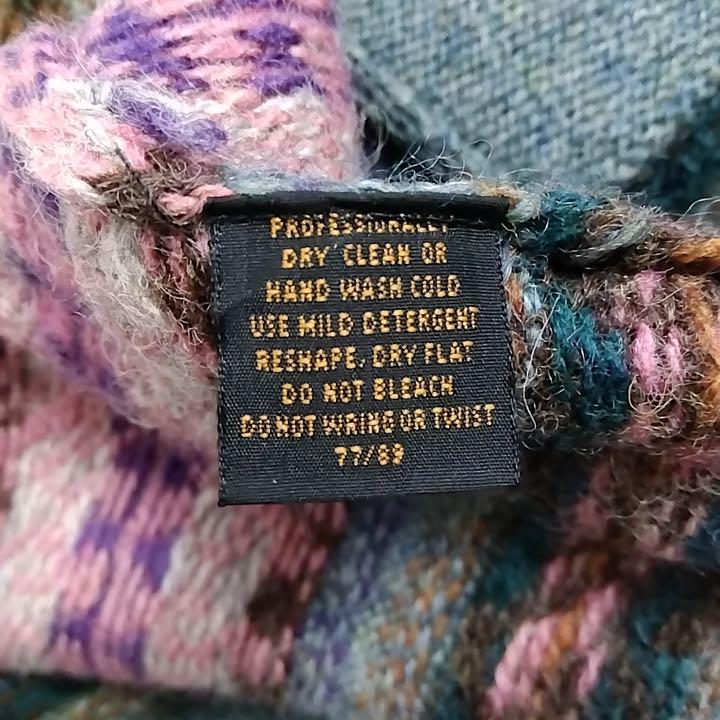 PROFESSIONALLY
DRY CLEAN OR
HAND WASH COLD
USE MILD DETERGENT
RESHAPE. DRY FLAT
DO NOT BLEACH
DO NOT WRING OR TWIST
77/89